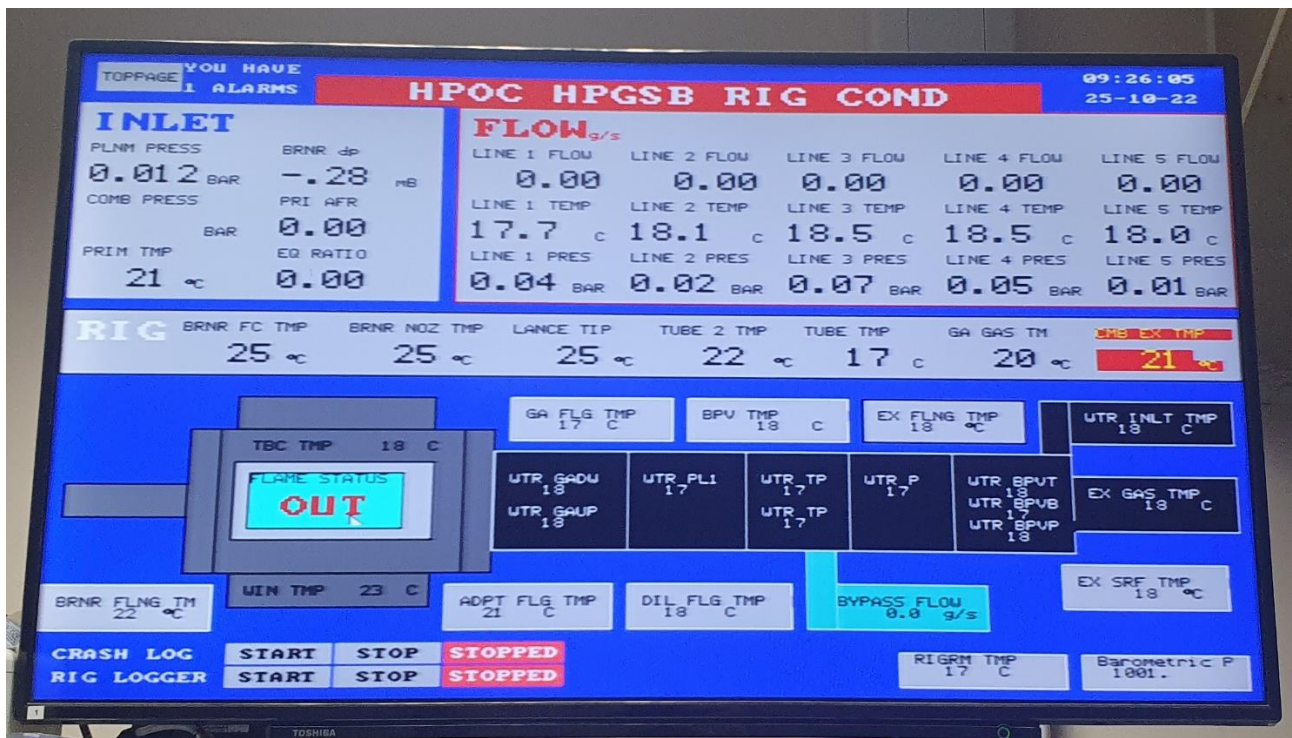 TOPPAGE YOU HAVE
1 ALARMS
HPOC HPGSB RIG COND
09:26:05
25-10-22
INLET
PLNM PRESS BRNR dp
0.012 BAR -.28 mB
COMB PRESS PRI AFR
BAR 0.00
PRIM TMP EQ RATIO
21 °C 0.00
FLOW g/s
LINE 1 FLOW LINE 2 FLOW LINE 3 FLOW LINE 4 FLOW LINE 5 FLOW
0.00 0.00 0.00 0.00 0.00
LINE 1 TEMP LINE 2 TEMP LINE 3 TEMP LINE 4 TEMP LINE 5 TEMP
17.7 C 18.1 C 18.5 C 18.5 C 18.0 C
LINE 1 PRES LINE 2 PRES LINE 3 PRES LINE 4 PRES LINE 5 PRES
0.04 BAR 0.02 BAR 0.07 BAR 0.05 BAR 0.01 BAR
RIG BRNR FC TMP BRNR NOZ TMP LANCE TIP TUBE 2 TMP TUBE TMP GA GAS TM CMB EX TMP
25 °C 25 °C 25 °C 22 °C 17 C 20 °C 21 °C
GA FLG TMP
17 C
BPV TMP
18 C
EX FLNG TMP
18 °C
WTR INLT TMP
18 C
TBC TMP 18 C
FLAME STATUS
OUT
WTR GADW
18
WTR GAUP
18
WTR PL1
17
WTR TP
17
WTR TP
17
WTR P
17
WTR BPVT
18
WTR BPVB
17
WTR BPVP
18
EX GAS TMP
18 C
BRNR FLNG TM
22 °C
WIN TMP 23 C
ADPT FLG TMP
21 C
DIL FLG TMP
18 C
BYPASS FLOW
0.0 g/s
EX SRF TMP
18 °C
CRASH LOG START STOP STOPPED
RIG LOGGER START STOP STOPPED
RIGRM TMP
17 C
Barometric P
1001.
1
TOSHIBA